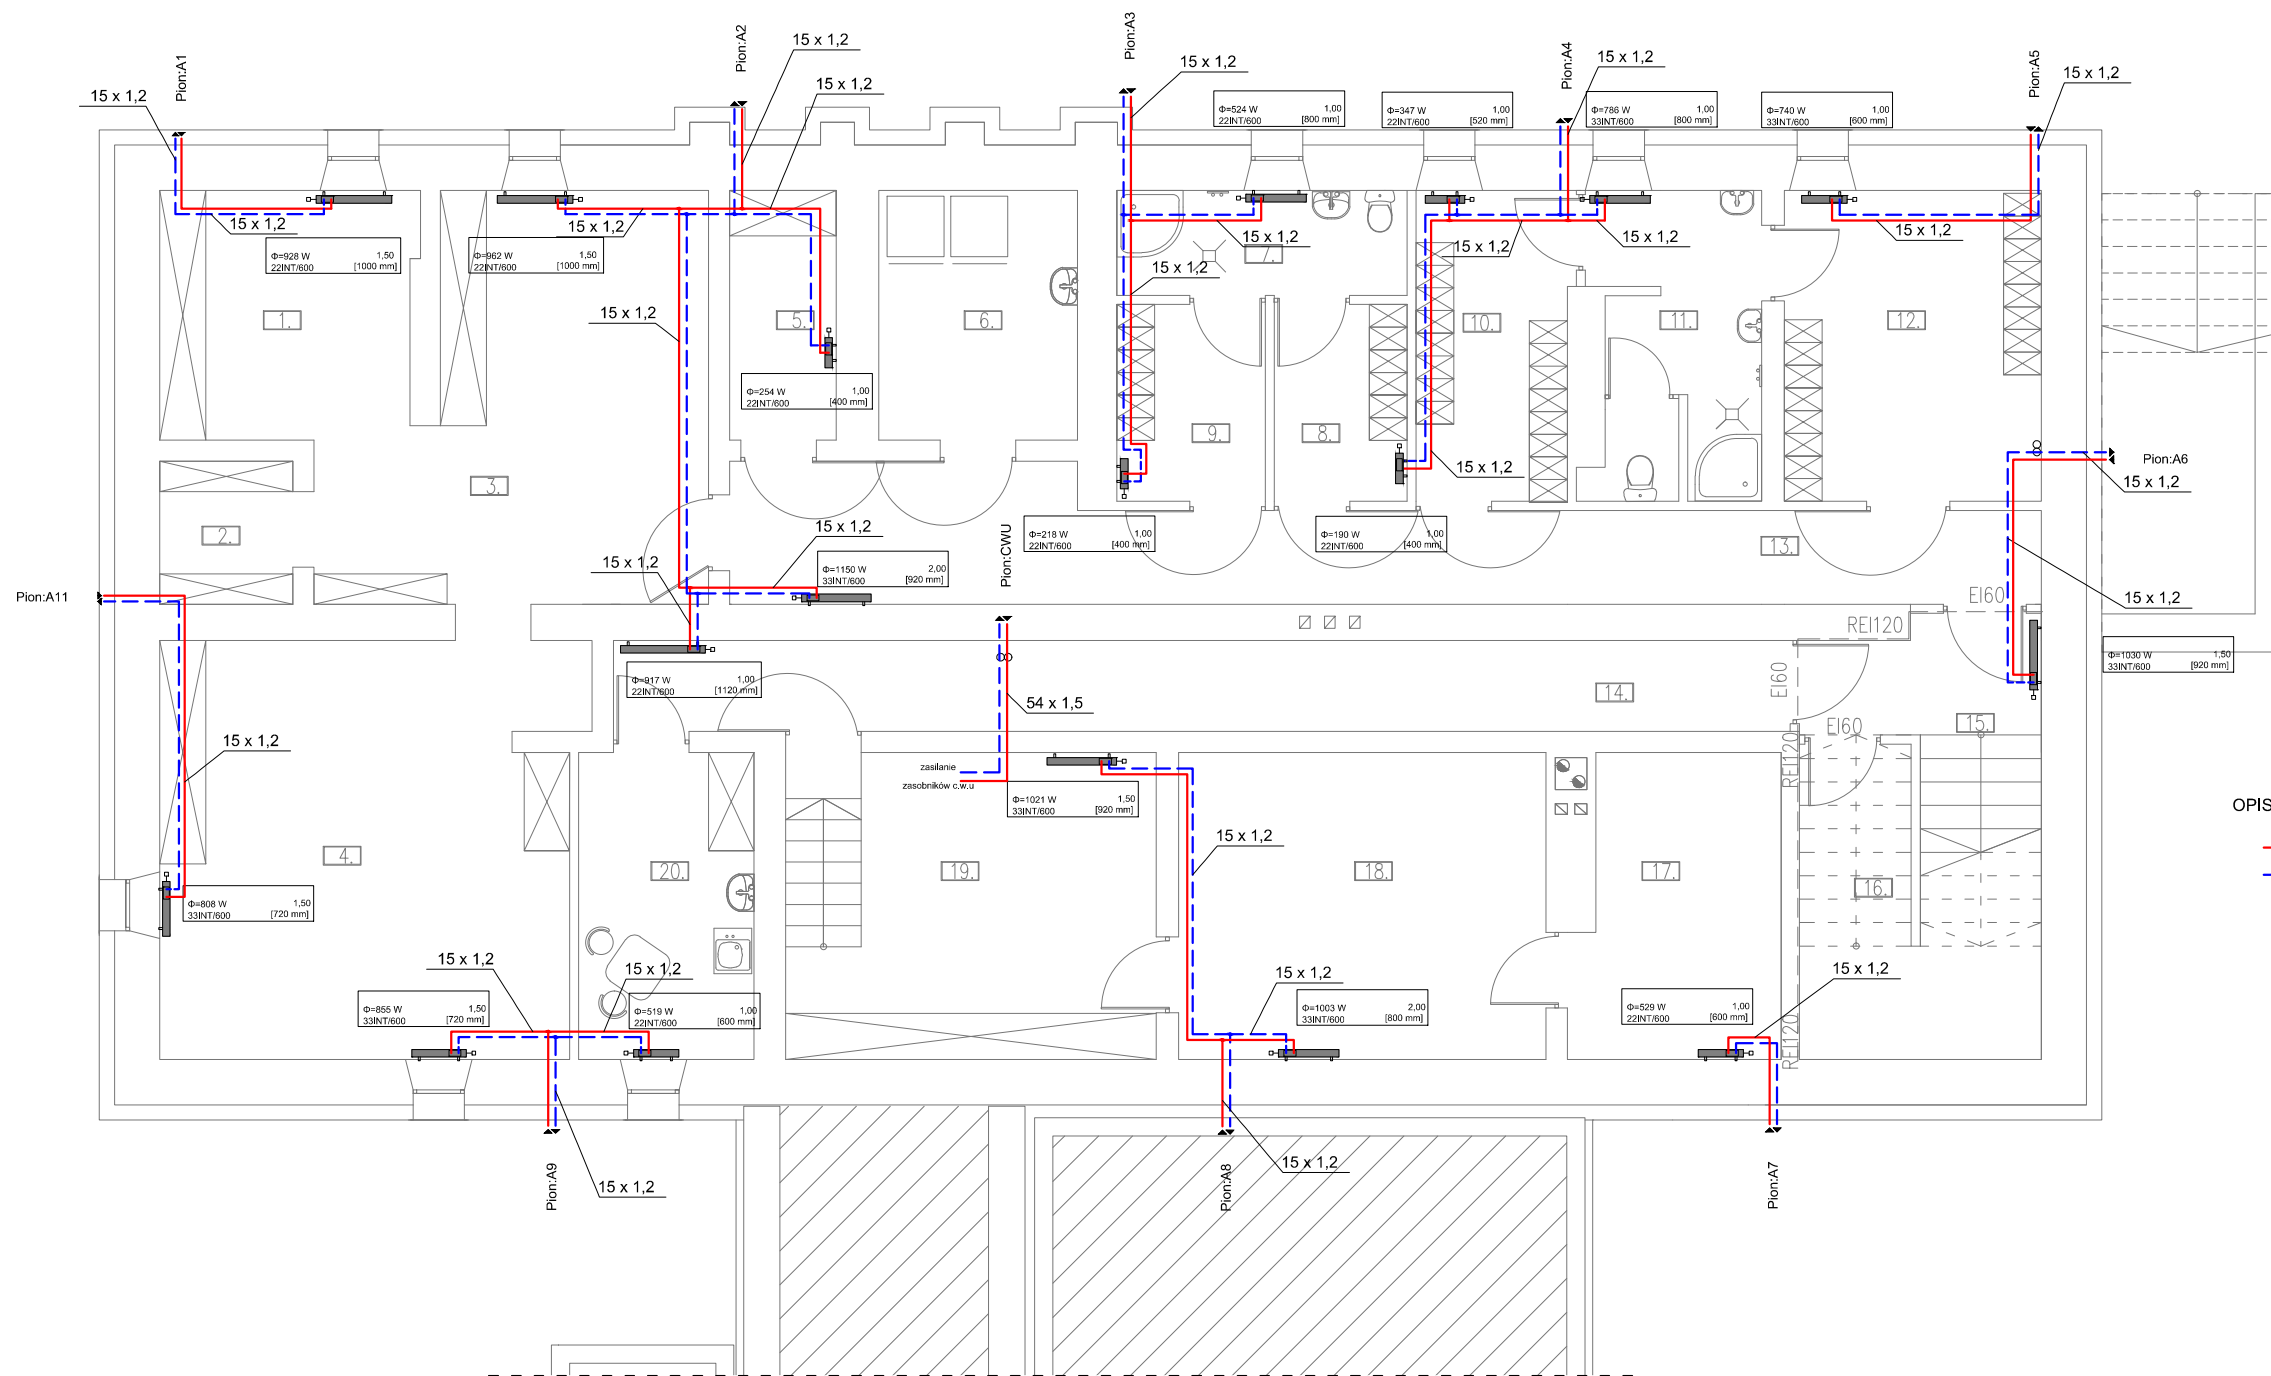 Pion:A1
Pion:A2
Pion:A3
Pion:A4
Pion:A5
15 x 1,2
15 x 1,2
15 x 1,2
15 x 1,2
15 x 1,2
15 x 1,2
Φ=524 W 1,00
22INT/600 [800 mm]
Φ=347 W 1,00
22INT/600 [520 mm]
Φ=786 W 1,00
33INT/600 [800 mm]
Φ=740 W 1,00
33INT/600 [600 mm]
15 x 1,2
15 x 1,2
15 x 1,2
15 x 1,2
15 x 1,2
15 x 1,2
Φ=928 W 1,50
22INT/600 [1000 mm]
Φ=962 W 1,50
22INT/600 [1000 mm]
7.
15 x 1,2
15 x 1,2
1.
5.
6.
10.
11.
12.
Φ=254 W 1,00
22INT/600 [400 mm]
9.
8.
15 x 1,2
Pion:A6
15 x 1,2
3.
2.
15 x 1,2
Φ=218 W 1,00
22INT/600 [400 mm]
Φ=190 W 1,00
22INT/600 [400 mm]
13.
Pion:CWU
15 x 1,2
Φ=1150 W 2,00
33INT/600 [920 mm]
Pion:A11
EI60
15 x 1,2
REI120
Φ=1030 W 1,50
33INT/600 [920 mm]
Φ=917 W 1,00
22INT/600 [1120 mm]
EI60
14.
54 x 1,5
15.
EI60
15 x 1,2
REI120
zasilanie
zasobników c.w.u
Φ=1021 W 1,50
33INT/600 [920 mm]
OPIS
15 x 1,2
4.
20.
19.
18.
17.
16.
Φ=808 W 1,50
33INT/600 [720 mm]
15 x 1,2
15 x 1,2
15 x 1,2
15 x 1,2
Φ=855 W 1,50
33INT/600 [720 mm]
Φ=519 W 1,00
22INT/600 [600 mm]
Φ=1003 W 2,00
33INT/600 [800 mm]
Φ=529 W 1,00
22INT/600 [600 mm]
REI120
15 x 1,2
15 x 1,2
Pion:A9
Pion:A8
Pion:A7